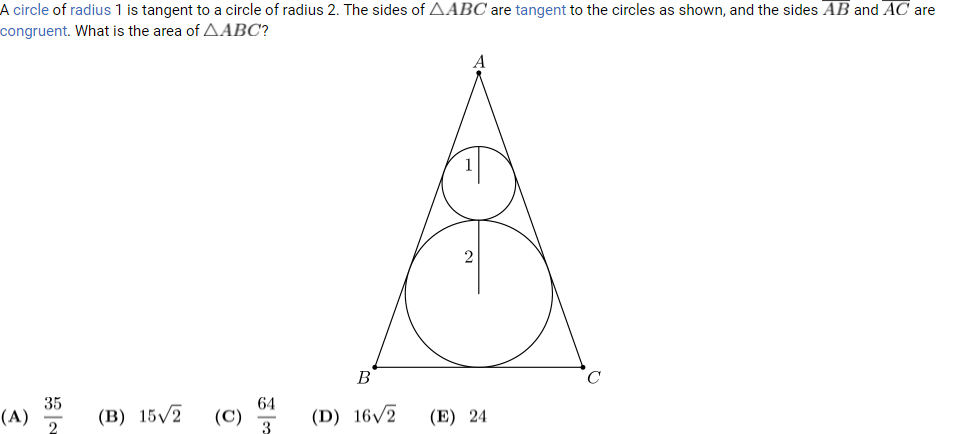 A circle of radius 1 is tangent to a circle of radius 2. The sides of △ABC are tangent to the circles as shown, and the sides A̅B̅ and A̅C̅ are
congruent. What is the area of △ABC?
A
1
2
B
C
(A) 35/2 (B) 15√2 (C) 64/3 (D) 16√2 (E) 24